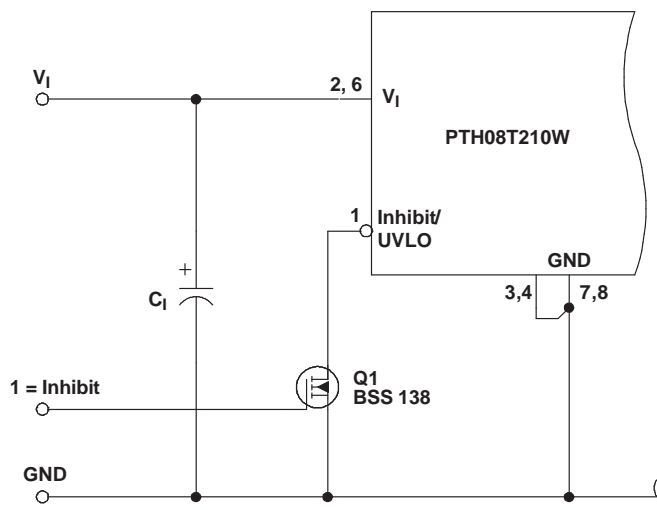 V_I
2, 6
V_I
PTH08T210W
1
Inhibit/
UVLO
GND
3,4
7,8
+
C_I
Q1
BSS 138
1 = Inhibit
GND